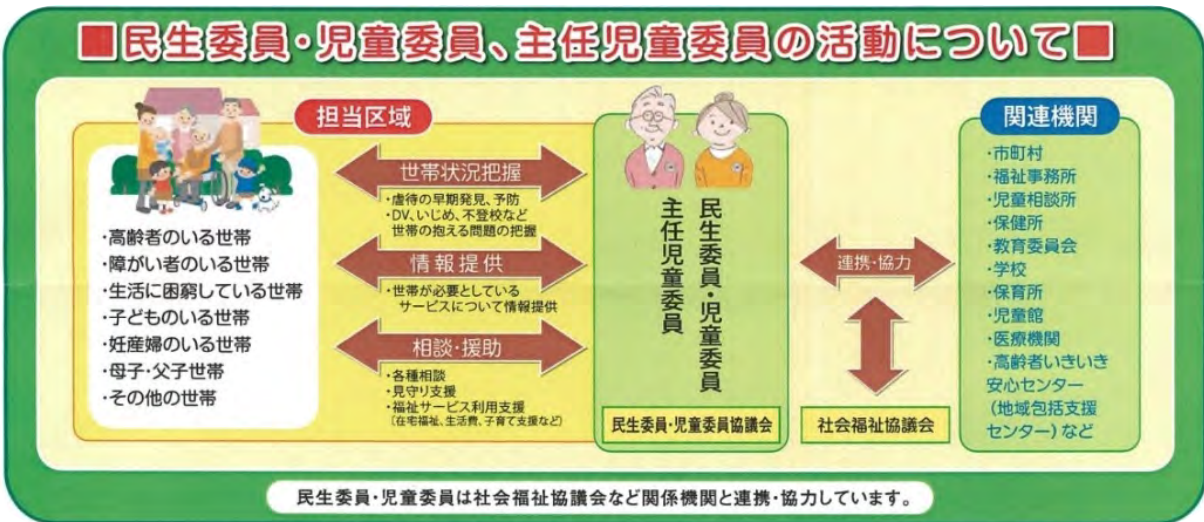 ■民生委員・児童委員、主任児童委員の活動について■
担当区域
・高齢者のいる世帯
・障がい者のいる世帯
・生活に困窮している世帯
・子どものいる世帯
・妊産婦のいる世帯
・母子・父子世帯
・その他の世帯
世帯状況把握
・虐待の早期発見、予防
・DV、いじめ、不登校など
世帯の抱える問題の把握
情報提供
・世帯が必要としている
サービスについて情報提供
相談・援助
・各種相談
・見守り支援
・福祉サービス利用支援
(在宅福祉、生活費、子育て支援など)
民生委員・児童委員
主任児童委員
民生委員・児童委員協議会
連携・協力
社会福祉協議会
関連機関
・市町村
・福祉事務所
・児童相談所
・保健所
・教育委員会
・学校
・保育所
・児童館
・医療機関
・高齢者いきいき
安心センター
(地域包括支援
センター)など
民生委員・児童委員は社会福祉協議会など関係機関と連携・協力しています。